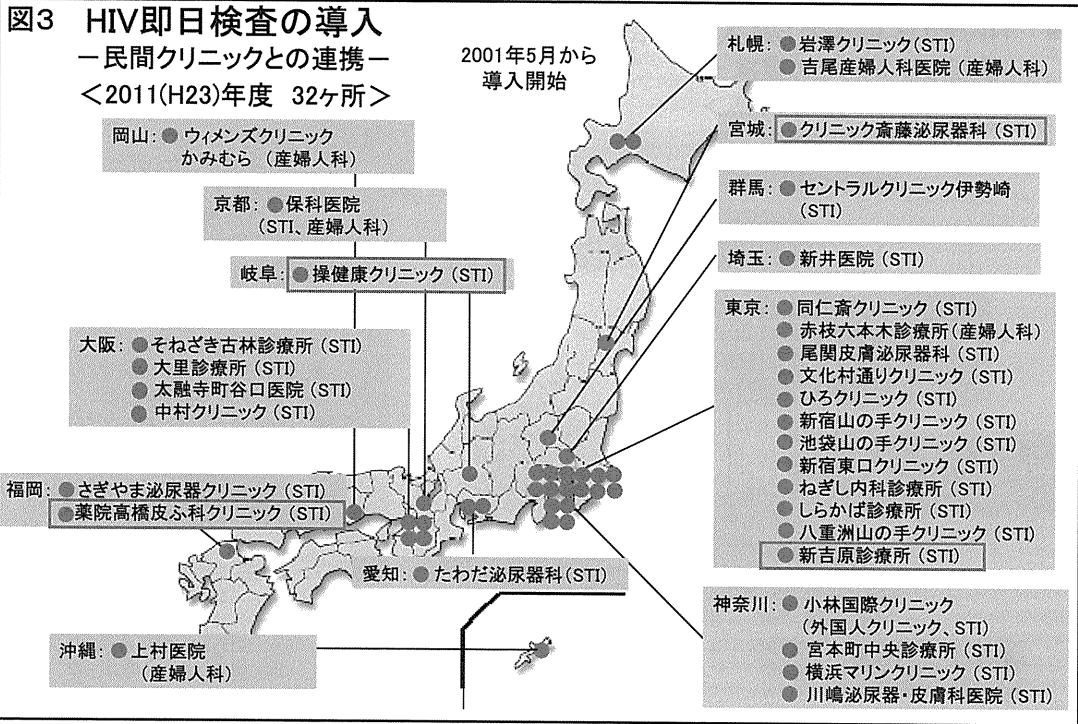 図3 HIV即日検査の導入
－民間クリニックとの連携－
＜2011(H23)年度 32ヶ所＞
2001年5月から
導入開始
岡山: ●ウィメンズクリニック
かみむら (産婦人科)
京都: ●保科医院
(STI、産婦人科)
岐阜: ●操健康クリニック (STI)
大阪: ●そねざき古林診療所 (STI)
●大里診療所 (STI)
●太融寺町谷口医院 (STI)
●中村クリニック (STI)
福岡: ●さぎやま泌尿器クリニック (STI)
●薬院高橋皮ふ科クリニック (STI)
愛知: ●たわだ泌尿器科(STI)
沖縄: ●上村医院
(産婦人科)
札幌: ●岩澤クリニック(STI)
●吉尾産婦人科医院 (産婦人科)
宮城: ●クリニック斎藤泌尿器科 (STI)
群馬: ●セントラルクリニック伊勢崎
(STI)
埼玉: ●新井医院 (STI)
東京: ●同仁斎クリニック (STI)
●赤枝六本木診療所(産婦人科)
●尾関皮膚泌尿器科 (STI)
●文化村通りクリニック (STI)
●ひろクリニック (STI)
●新宿山の手クリニック (STI)
●池袋山の手クリニック (STI)
●新宿東口クリニック (STI)
●ねぎし内科診療所 (STI)
●しらかば診療所 (STI)
●八重洲山の手クリニック (STI)
●新吉原診療所 (STI)
神奈川: ●小林国際クリニック
(外国人クリニック、STI)
●宮本町中央診療所 (STI)
●横浜マリンクリニック (STI)
●川嶋泌尿器・皮膚科医院 (STI)